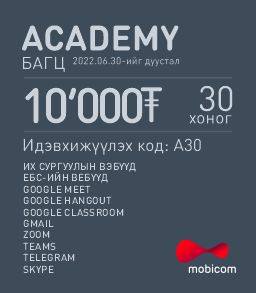 ACADEMY
БАГЦ 2022.06.30-ийг дуустал
10'000₮ 30 ХОНОГ
Идэвхижүүлэх код: A30
ИХ СУРГУУЛЫН ВЭБҮҮД
ЕБС-ИЙН ВЕБҮҮД
GOOGLE MEET
GOOGLE HANGOUT
GOOGLE CLASSROOM
GMAIL
ZOOM
TEAMS
TELEGRAM
SKYPE
mobicom